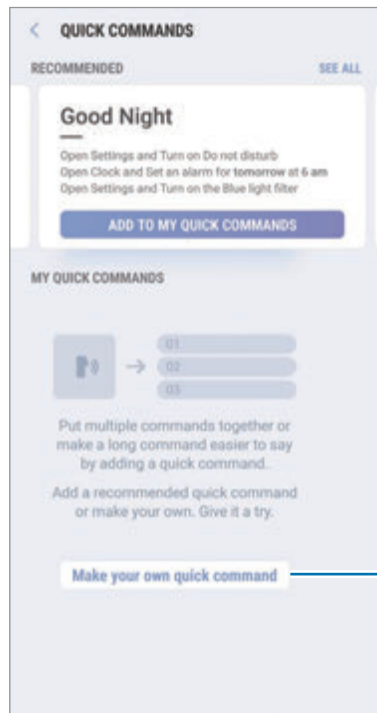 QUICK COMMANDS
RECOMMENDED SEE ALL
Good Night
Open Settings and Turn on Do not disturb
Open Clock and Set an alarm for tomorrow at 6 am
Open Settings and Turn on the Blue light filter
ADD TO MY QUICK COMMANDS
MY QUICK COMMANDS
01
02
03
Put multiple commands together or
make a long command easier to say
by adding a quick command.
Add a recommended quick command
or make your own. Give it a try.
Make your own quick command